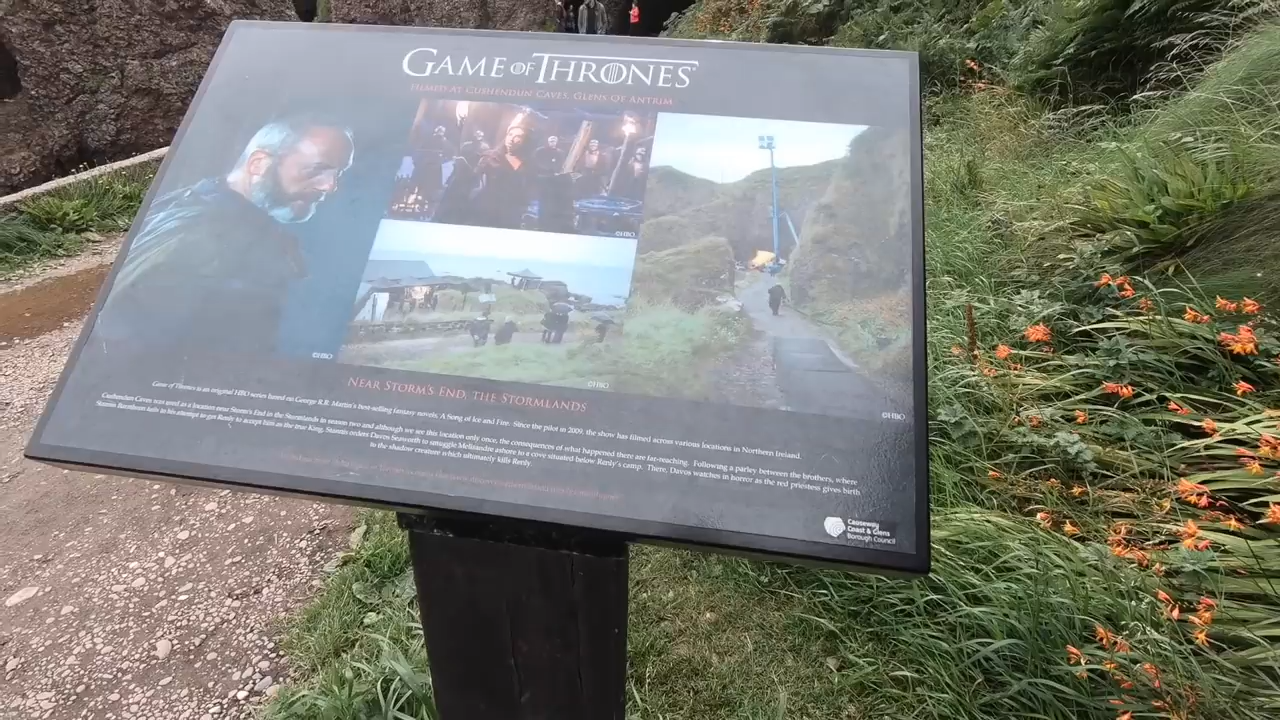 GAME OF THRONES
FILMED AT CUSHENDUN CAVES, GLENS OF ANTRIM
©HBO
©HBO
©HBO
©HBO
NEAR STORM'S END, THE STORMLANDS
Game of Thrones is an original HBO series based on George R.R. Martin's best-selling fantasy novels, A Song of Ice and Fire. Since the pilot in 2009, the show has filmed across various locations in Northern Ireland.
Cushendun Caves was used as a location near Storm's End in the Stormlands in season two and although we see this location only once, the consequences of what happened there are far-reaching. Following a parley between the brothers, where
Stannis Baratheon fails in his attempt to get Renly to accept him as the true King, Stannis orders Davos Seaworth to smuggle Melisandre ashore to a cove situated below Renly's camp. There, Davos watches in horror as the red priestess gives birth
to the shadow creature which ultimately kills Renly.
Causeway
Coast & Glens
Borough Council